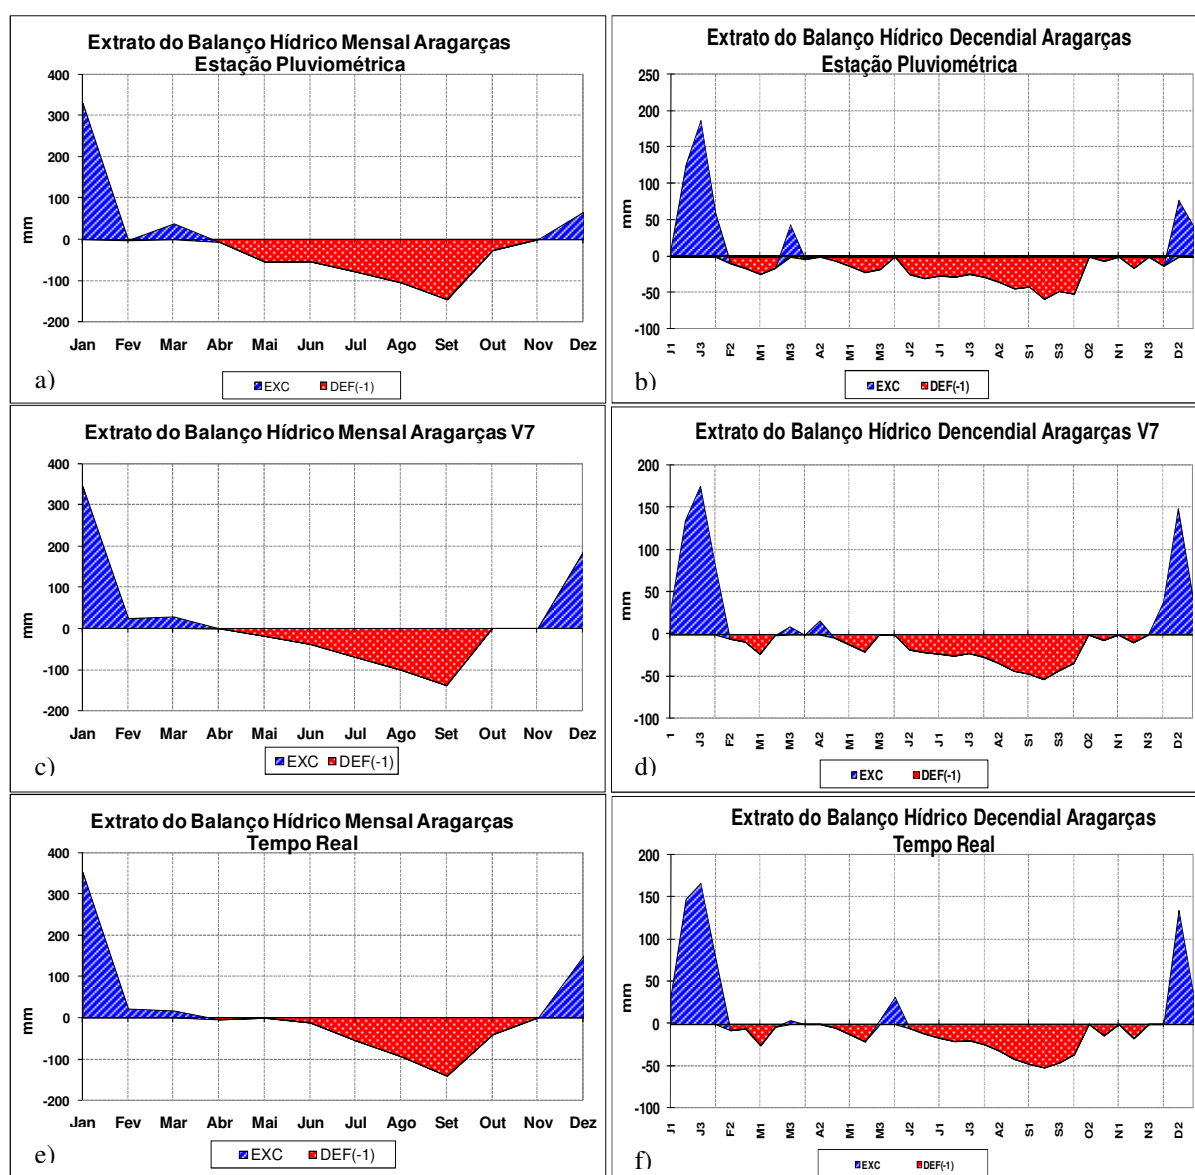 Extrato do Balanço Hídrico Mensal Aragarças
Estação Pluviométrica
400
300
200
100
0
-100
-200
mm
Jan Fev Mar Abr Mai Jun Jul Ago Set Out Nov Dez
a)
EXC DEF(-1)
Extrato do Balanço Hídrico Decendial Aragarças
Estação Pluviométrica
250
200
150
100
50
0
-50
-100
mm
J1 J3 F2 M1 M3 A2 M1 M3 J2 J1 J3 A2 S1 S3 O2 N1 N3 D2
b)
EXC DEF(-1)
Extrato do Balanço Hídrico Mensal Aragarças V7
400
300
200
100
0
-100
-200
mm
Jan Fev Mar Abr Mai Jun Jul Ago Set Out Nov Dez
c)
EXC DEF(-1)
Extrato do Balanço Hídrico Dencendial Aragarças V7
200
150
100
50
0
-50
-100
mm
1 J3 F2 M1 M3 A2 M1 M3 J2 J1 J3 A2 S1 S3 O2 N1 N3 D2
d)
EXC DEF(-1)
Extrato do Balanço Hídrico Mensal Aragarças
Tempo Real
400
300
200
100
0
-100
-200
mm
Jan Fev Mar Abr Mai Jun Jul Ago Set Out Nov Dez
e)
EXC DEF(-1)
Extrato do Balanço Hídrico Decendial Aragarças
Tempo Real
200
150
100
50
0
-50
-100
mm
J1 J3 F2 M1 M3 A2 M1 M3 J2 J1 J3 A2 S1 S3 O2 N1 N3 D2
f)
EXC DEF(-1)